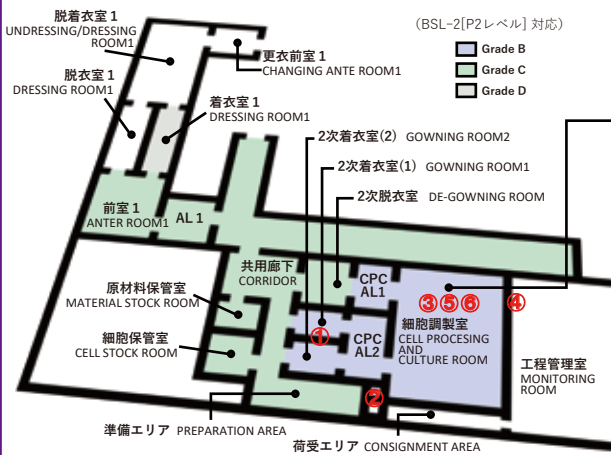 脱着衣室 1
UNDRESSING/DRESSING
ROOM1
更衣前室 1
CHANGING ANTE ROOM1
(BSL-2[P2レベル] 対応)
Grade B
Grade C
Grade D
脱衣室 1
DRESSING ROOM1
着衣室 1
DRESSING ROOM1
2次着衣室(2) GOWNING ROOM2
2次着衣室(1) GOWNING ROOM1
2次脱衣室 DE-GOWNING ROOM
前室 1
ANTER ROOM1
AL 1
共用廊下
CORRIDOR
CPC
AL1
原材料保管室
MATERIAL STOCK ROOM
③⑤⑥
④
細胞調製室
CELL PROCESING
AND
CULTURE ROOM
細胞保管室
CELL STOCK ROOM
①
CPC
AL2
工程管理室
MONITORING
ROOM
②
準備エリア PREPARATION AREA
荷受エリア CONSIGNMENT AREA